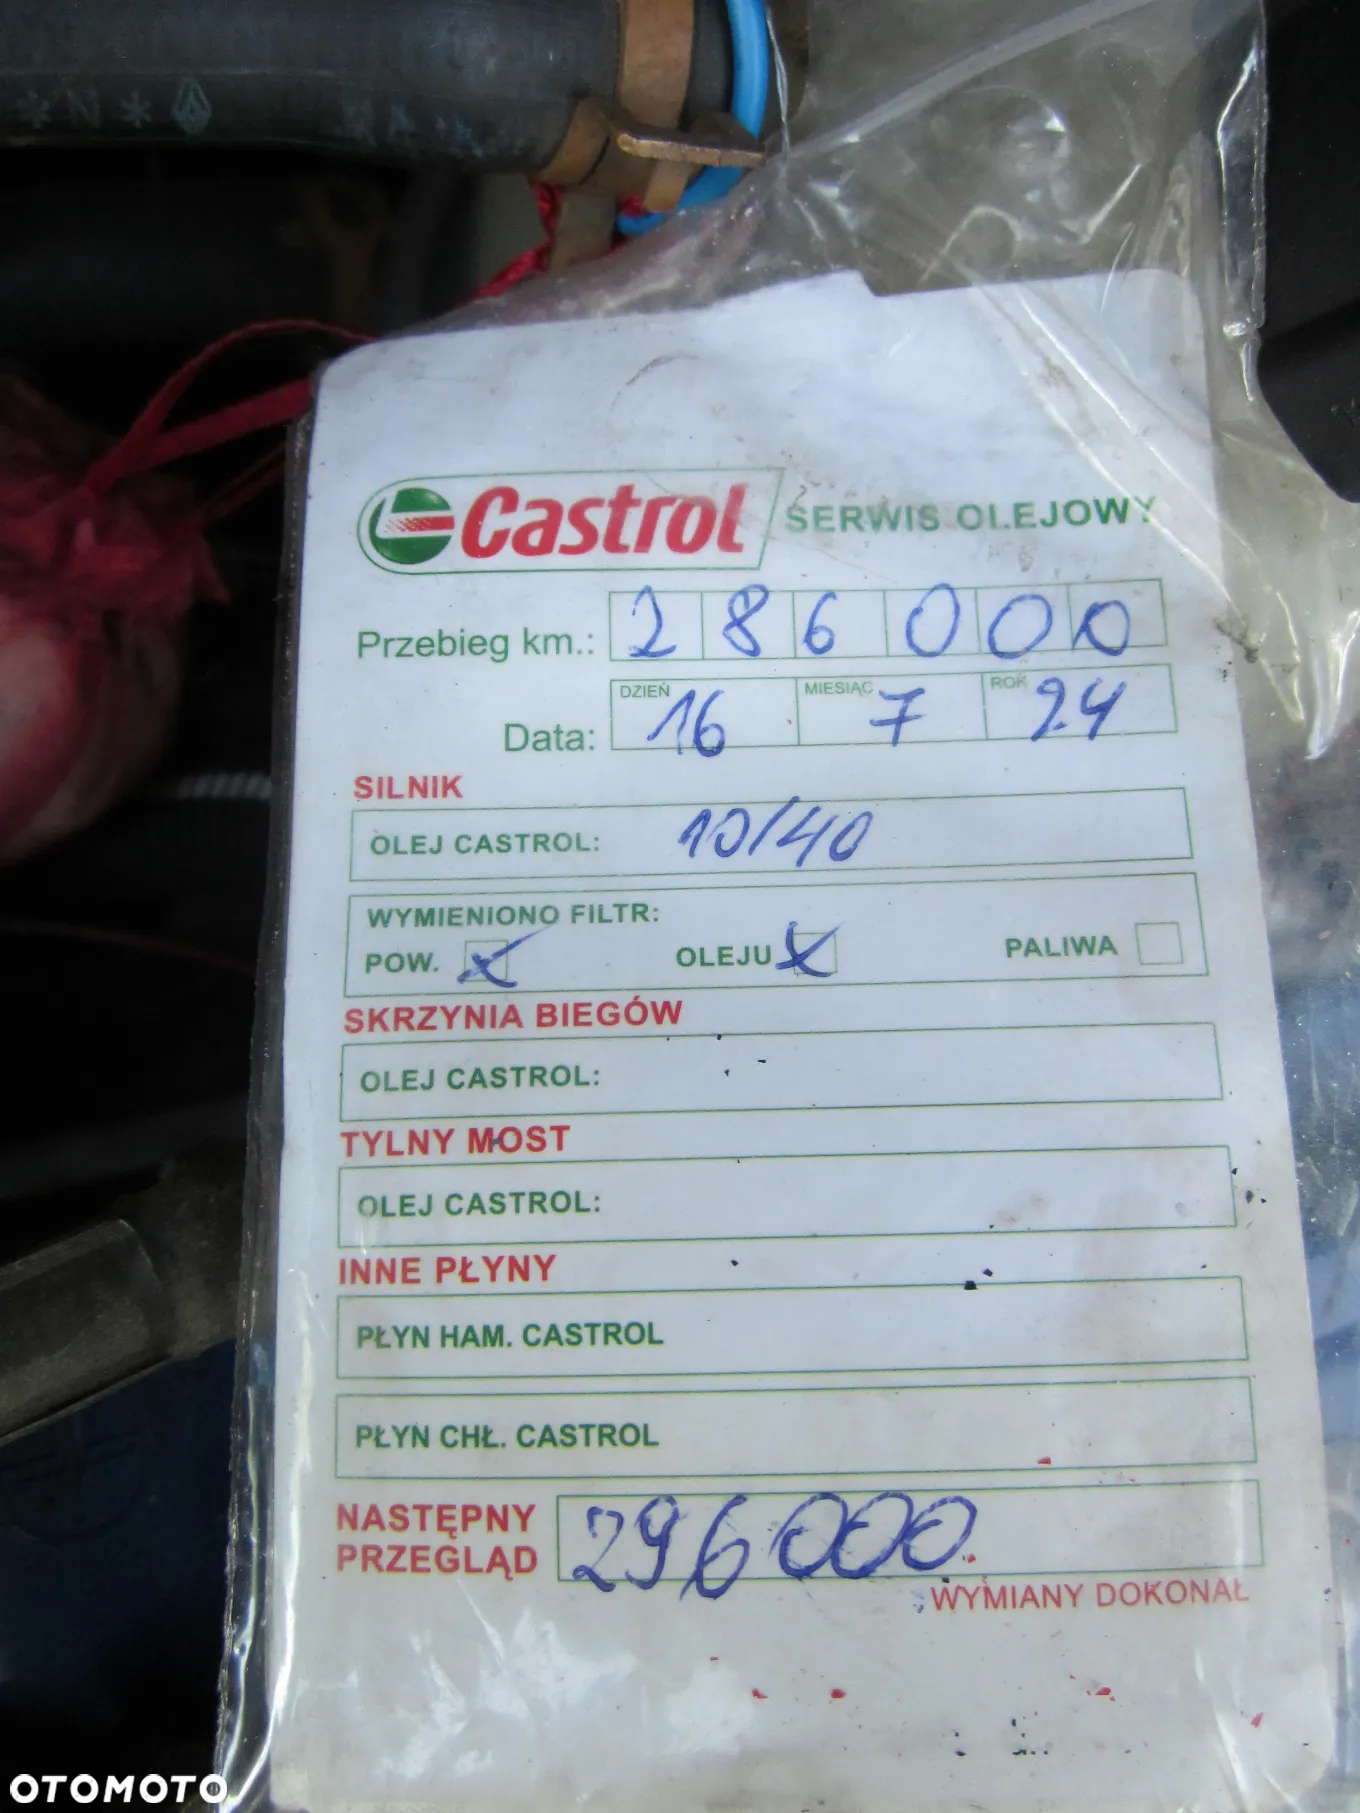 *N*
Castrol SERWIS OLEJOWY
Przebieg km.: 286000
DZIEŃ MIESIĄC ROK
Data: 16 7 24
SILNIK
OLEJ CASTROL: 10/40
WYMIENIONO FILTR:
POW. x OLEJU x PALIWA
SKRZYNIA BIEGÓW
OLEJ CASTROL:
TYLNY MOST
OLEJ CASTROL:
INNE PŁYNY
PŁYN HAM. CASTROL
PŁYN CHŁ. CASTROL
NASTĘPNY
PRZEGLĄD 296000
WYMIANY DOKONAŁ
OTOMOTO